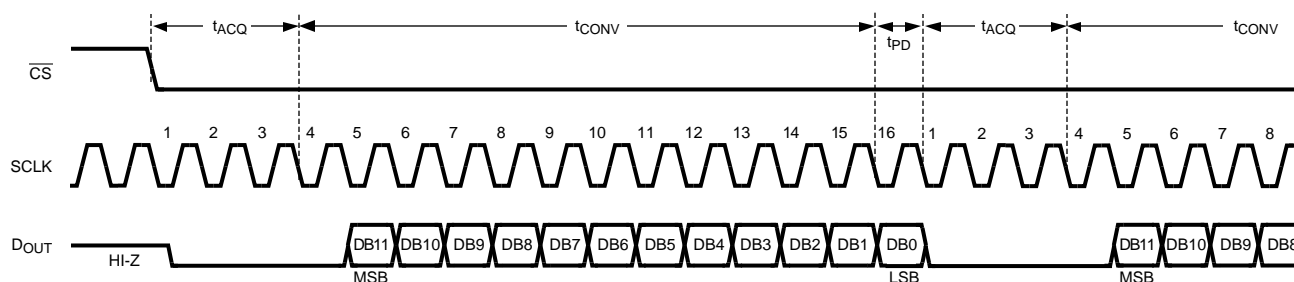 tACQ tCONV tPD tACQ tCONV
CS
1 2 3 4 5 6 7 8 9 10 11 12 13 14 15 16 1 2 3 4 5 6 7 8
SCLK
DOUT HI-Z DB11 DB10 DB9 DB8 DB7 DB6 DB5 DB4 DB3 DB2 DB1 DB0 DB11 DB10 DB9 DB8
MSB LSB MSB